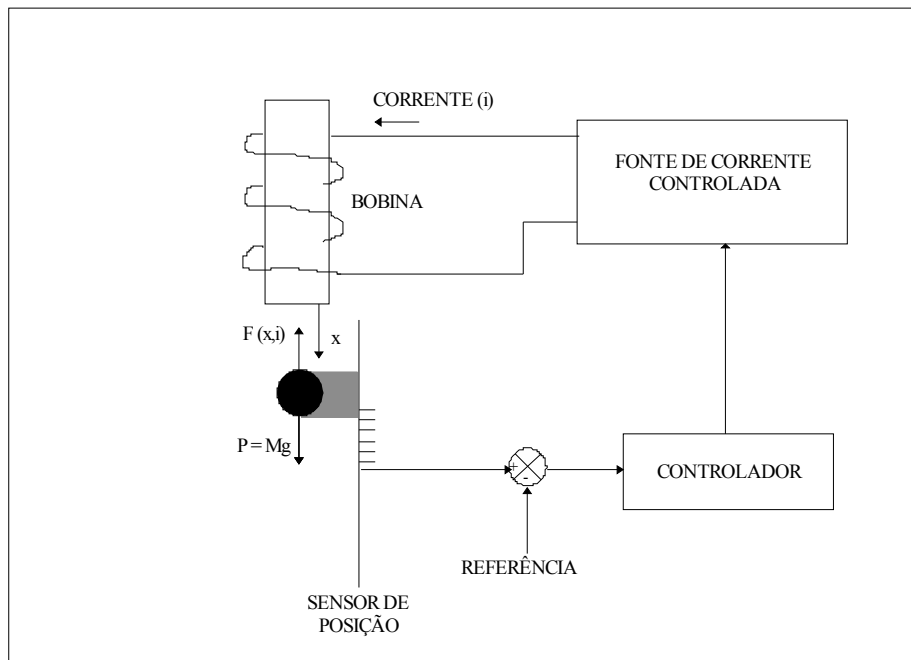 CORRENTE (i)
FONTE DE CORRENTE
CONTROLADA
BOBINA
F (x,i)
x
P = Mg
+
-
CONTROLADOR
REFERÊNCIA
SENSOR DE
POSIÇÃO